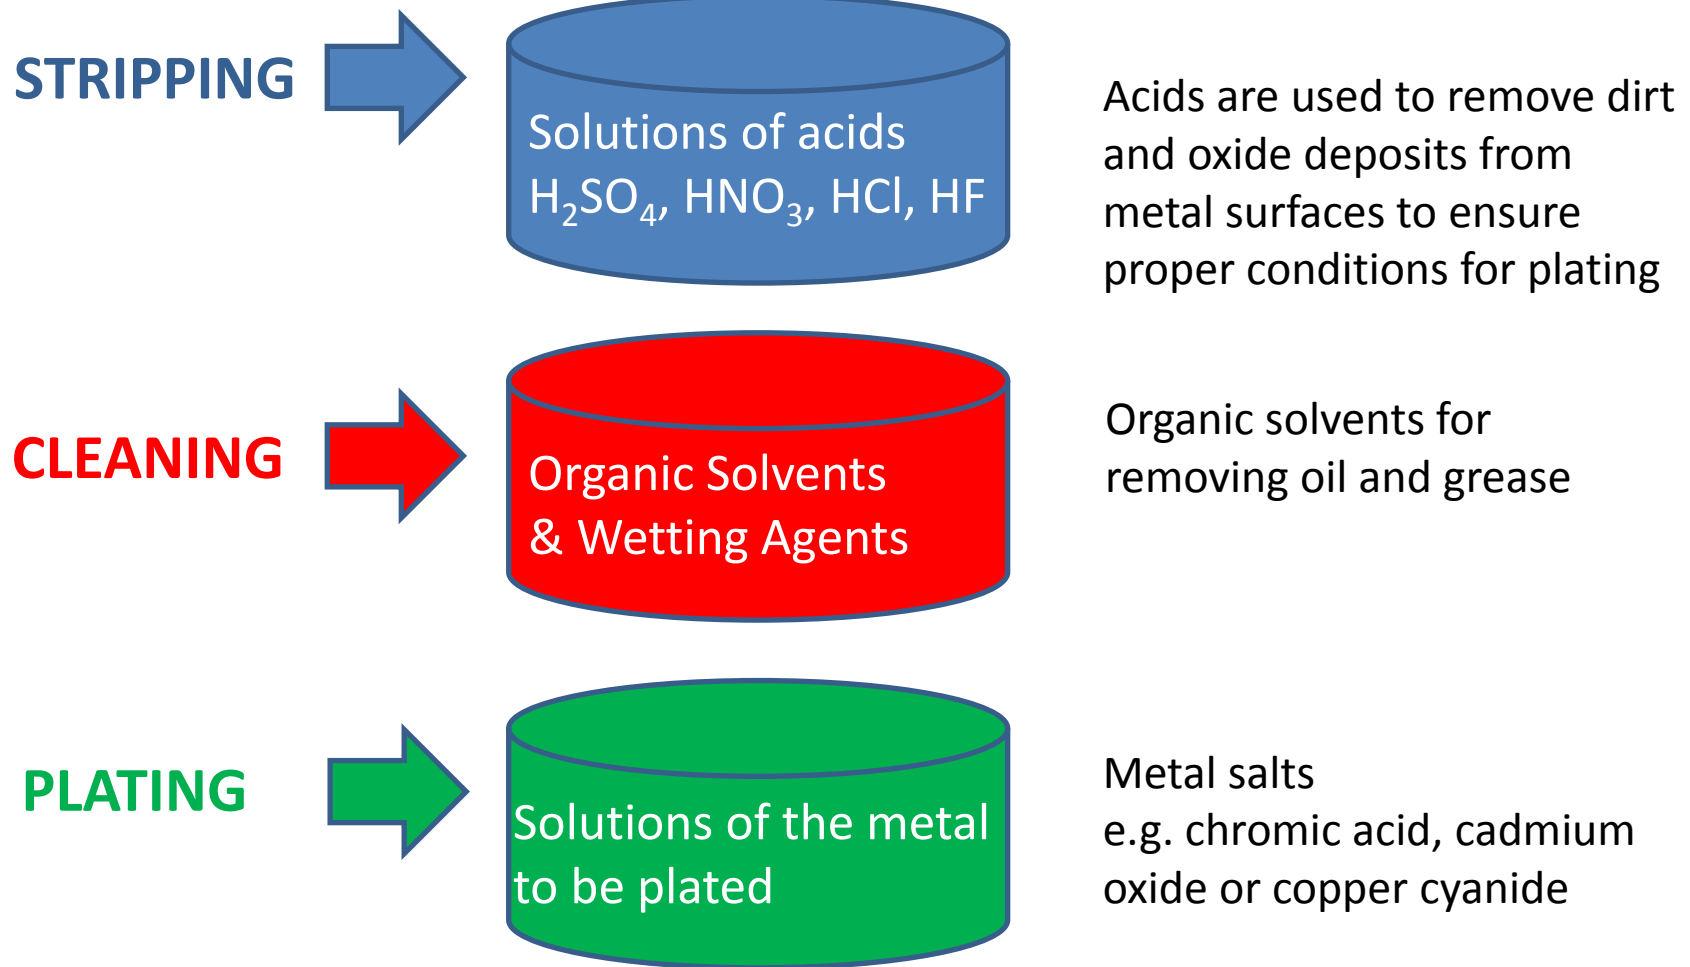 STRIPPING
Solutions of acids
H₂SO₄, HNO₃, HCl, HF
Acids are used to remove dirt
and oxide deposits from
metal surfaces to ensure
proper conditions for plating
CLEANING
Organic Solvents
& Wetting Agents
Organic solvents for
removing oil and grease
PLATING
Solutions of the metal
to be plated
Metal salts
e.g. chromic acid, cadmium
oxide or copper cyanide